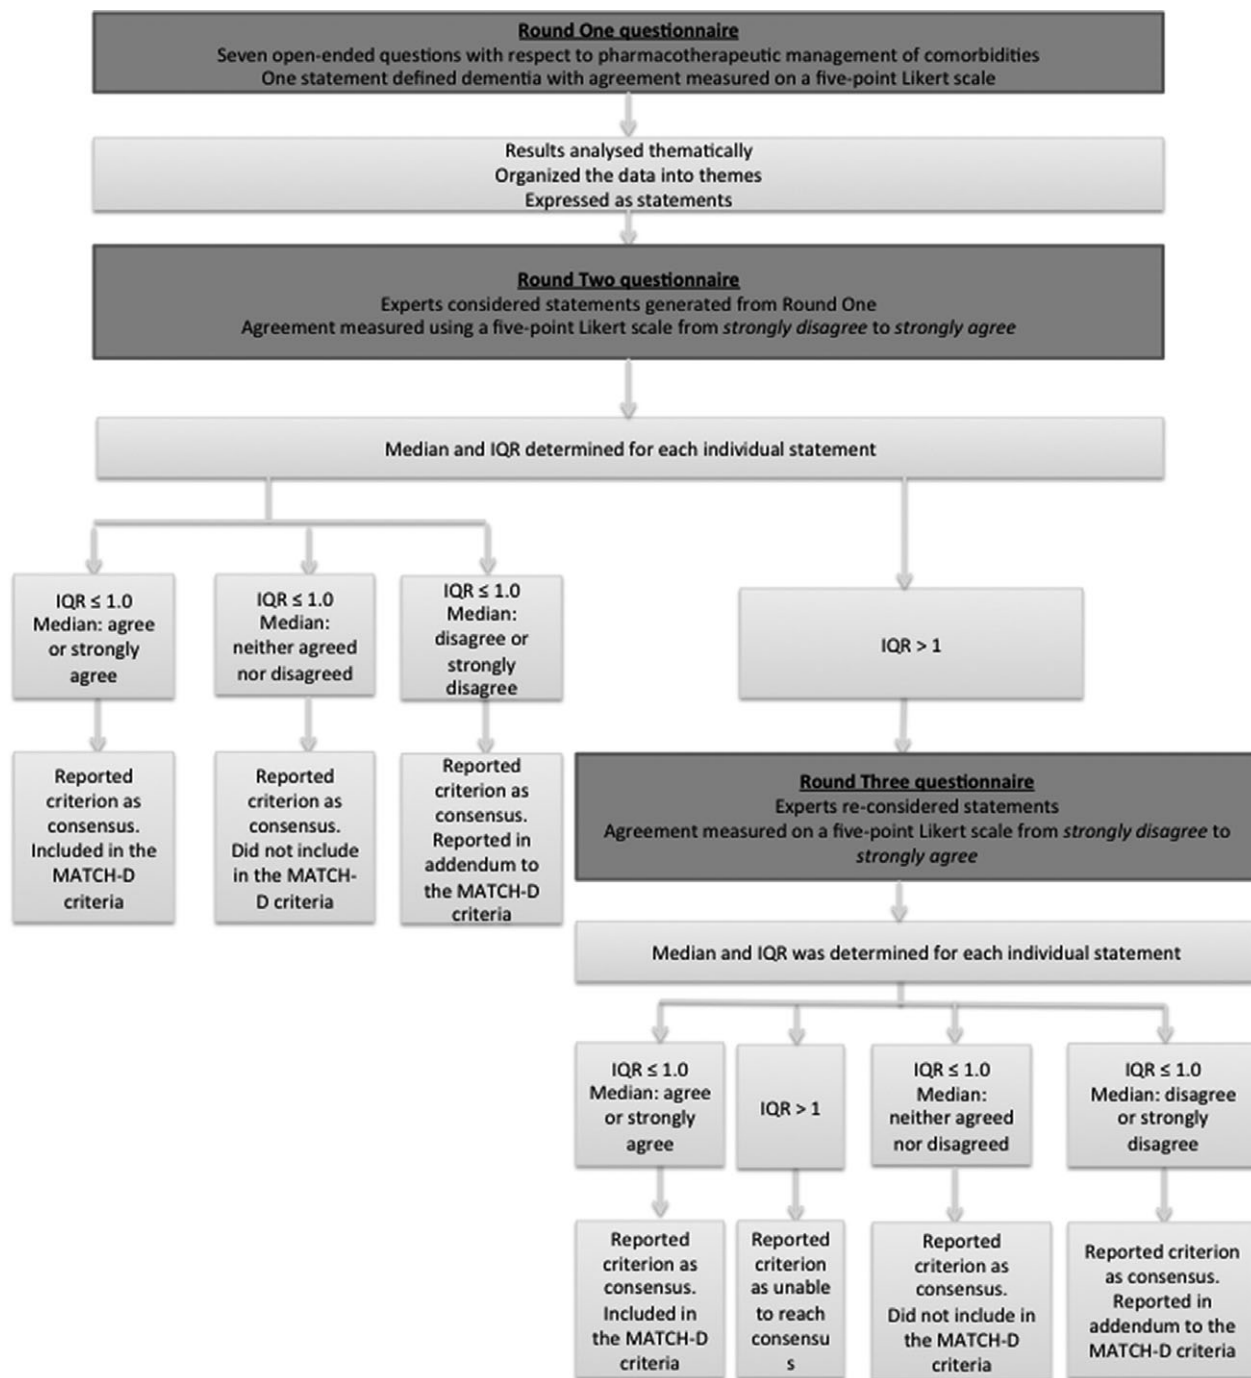 Round One questionnaire
Seven open-ended questions with respect to pharmacotherapeutic management of comorbidities
One statement defined dementia with agreement measured on a five-point Likert scale
Results analysed thematically
Organized the data into themes
Expressed as statements
Round Two questionnaire
Experts considered statements generated from Round One
Agreement measured using a five-point Likert scale from strongly disagree to strongly agree
Median and IQR determined for each individual statement
IQR ≤ 1.0
Median: agree
or strongly
agree
IQR ≤ 1.0
Median:
neither agreed
nor disagreed
IQR ≤ 1.0
Median:
disagree or
strongly
disagree
IQR > 1
Reported
criterion as
consensus.
Included in the
MATCH-D
criteria
Reported
criterion as
consensus.
Did not include
in the MATCH-
D criteria
Reported
criterion as
consensus.
Reported in
addendum to
the MATCH-D
criteria
Round Three questionnaire
Experts re-considered statements
Agreement measured on a five-point Likert scale from strongly disagree to
strongly agree
Median and IQR was determined for each individual statement
IQR ≤ 1.0
Median: agree
or strongly
agree
IQR > 1
IQR ≤ 1.0
Median:
neither agreed
nor disagreed
IQR ≤ 1.0
Median: disagree
or strongly
disagree
Reported
criterion as
consensus.
Included in
the MATCH-D
criteria
Reported
criterion
as unable
to reach
consensu
s
Reported
criterion as
consensus.
Did not include in
the MATCH-D
criteria
Reported criterion
as consensus.
Reported in
addendum to the
MATCH-D criteria